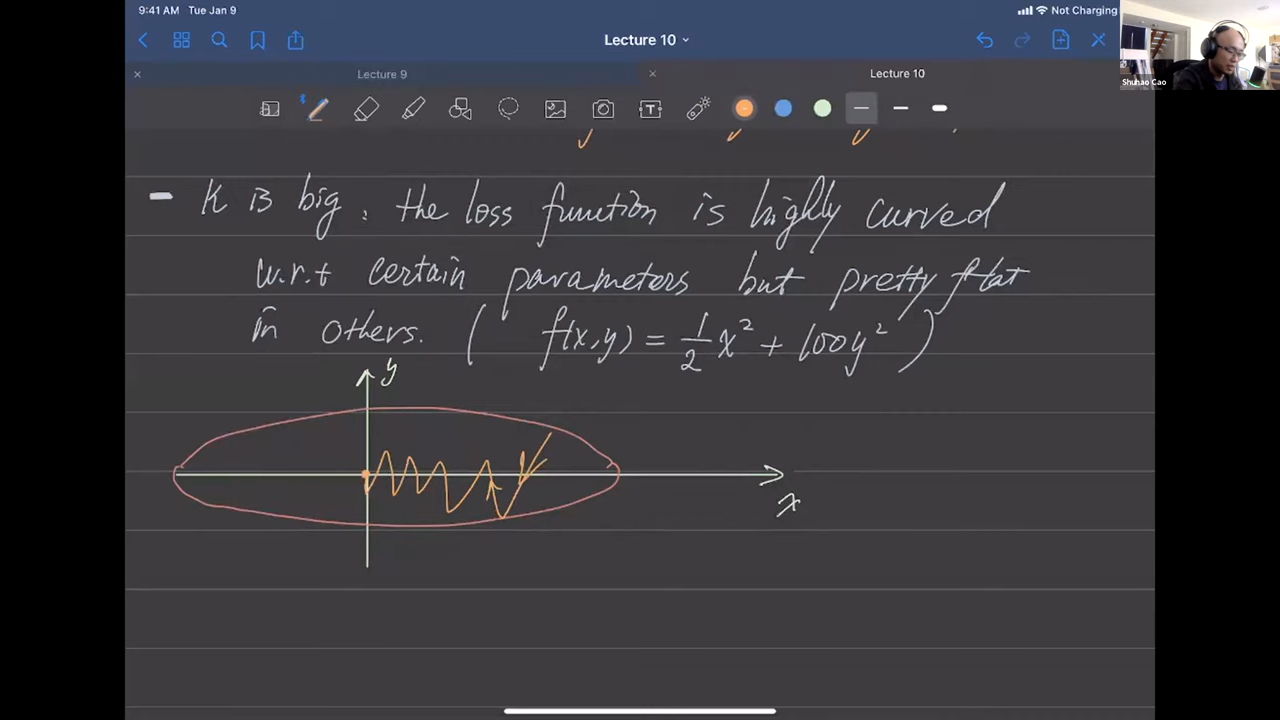 9:41 AM Tue Jan 9
Not Charging
Lecture 10
Shuhao Cao
Lecture 9
Lecture 10
T
- K is big. the loss function is highly curved
w.r.t certain parameters but pretty flat
in others. ( f(x,y) = 1/2 x² + 100y² )
y
x